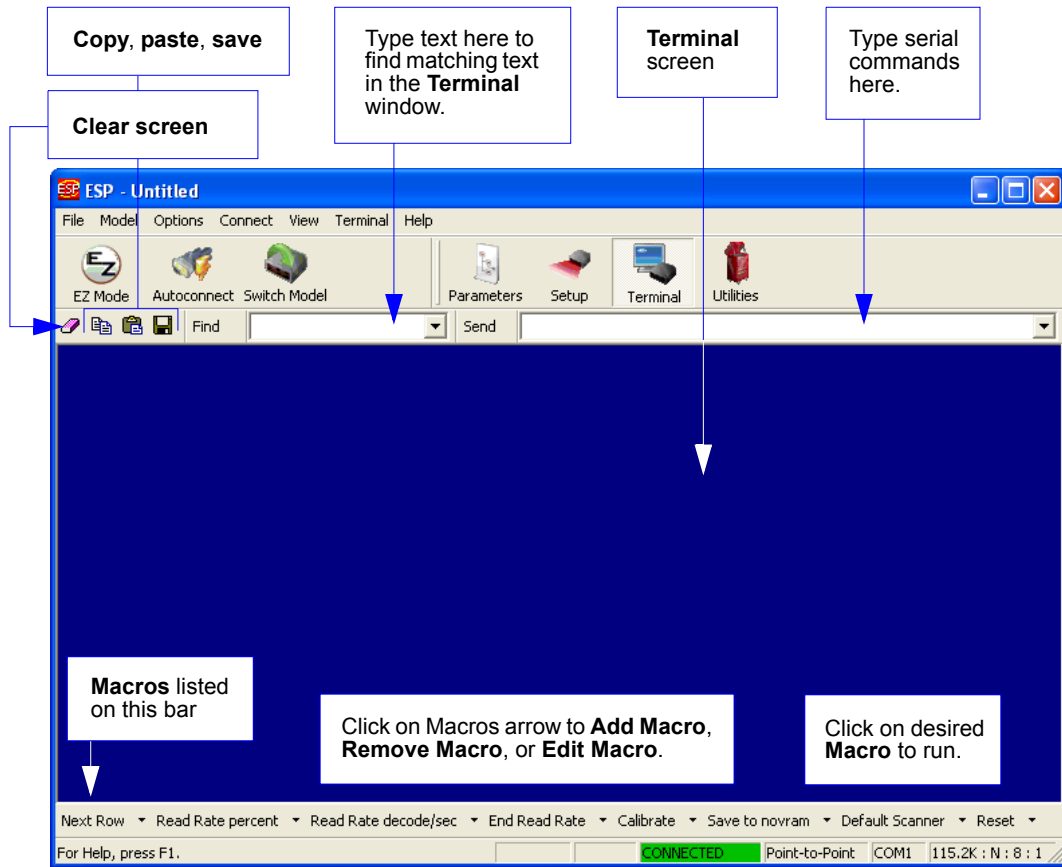 Copy, paste, save
Clear screen
Type text here to
find matching text
in the Terminal
window.
Terminal
screen
Type serial
commands
here.
ESP - Untitled
File Model Options Connect View Terminal Help
EZ Mode Autoconnect Switch Model Parameters Setup Terminal Utilities
Find Send
Macros listed
on this bar
Click on Macros arrow to Add Macro,
Remove Macro, or Edit Macro.
Click on desired
Macro to run.
Next Row Read Rate percent Read Rate decode/sec End Read Rate Calibrate Save to novram Default Scanner Reset
For Help, press F1. CONNECTED Point-to-Point COM1 115.2K : N : 8 : 1